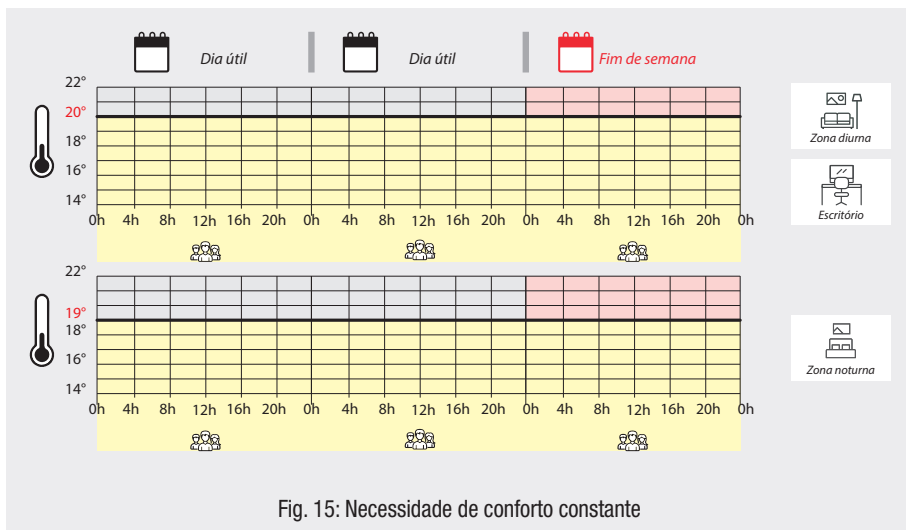 Dia útil
Dia útil
Fim de semana
22°
20°
18°
16°
14°
0h 4h 8h 12h 16h 20h 0h 4h 8h 12h 16h 20h 0h 4h 8h 12h 16h 20h 0h
Zona diurna
Escritório
22°
19°
18°
16°
14°
0h 4h 8h 12h 16h 20h 0h 4h 8h 12h 16h 20h 0h 4h 8h 12h 16h 20h 0h
Zona noturna
Fig. 15: Necessidade de conforto constante